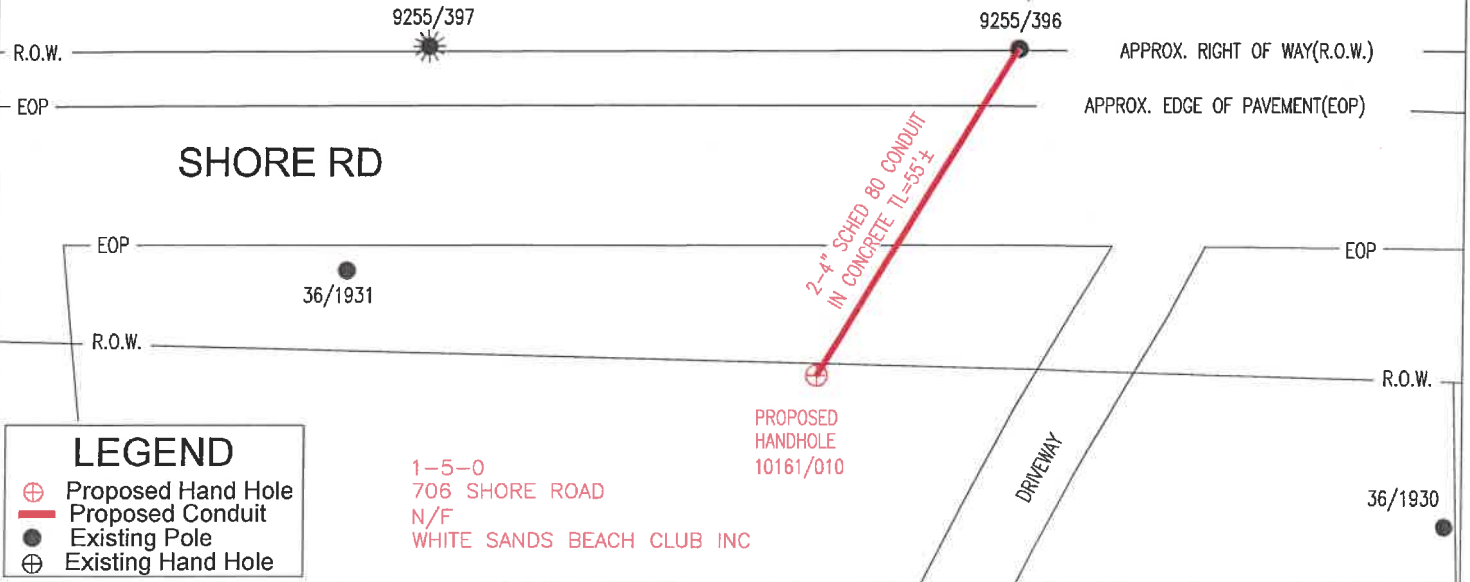 9255/397
9255/396
R.O.W.
APPROX. RIGHT OF WAY(R.O.W.)
EOP
APPROX. EDGE OF PAVEMENT(EOP)
SHORE RD
2-4" SCHED 80 CONDUIT
IN CONCRETE TL=55'±
EOP
EOP
36/1931
R.O.W.
R.O.W.
PROPOSED
HANDHOLE
10161/010
DRIVEWAY
36/1930
LEGEND
Proposed Hand Hole
Proposed Conduit
Existing Pole
Existing Hand Hole
1-5-0
706 SHORE ROAD
N/F
WHITE SANDS BEACH CLUB INC